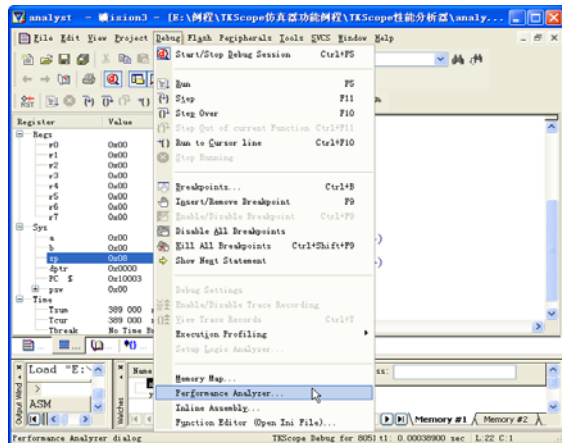 analyst - µVision3 - [E:\例程\TKScope仿真器功能例程\TKScope性能分析器\analy...
File Edit View Project Debug Flash Peripherals Tools SVCS Window Help
Start/Stop Debug Session Ctrl+F5
Run F5
Step F11
Step Over F10
Step Out of current Function Ctrl+F11
Run to Cursor line Ctrl+F10
Stop Running
Breakpoints... Ctrl+B
Insert/Remove Breakpoint F9
Enable/Disable Breakpoint Ctrl+F9
Disable All Breakpoints
Kill All Breakpoints Ctrl+Shift+F9
Show Next Statement
Debug Settings
Enable/Disable Trace Recording
View Trace Records Ctrl+T
Execution Profiling
Setup Logic Analyzer...
Memory Map...
Performance Analyzer...
Inline Assembly...
Function Editor (Open Ini File)...
Register Value
Regs
r0 0x00
r1 0x00
r2 0x00
r3 0x00
r4 0x00
r5 0x00
r6 0x00
r7 0x00
Sys
a 0x00
b 0x00
sp 0x08
dptr 0x0000
PC $ 0x10003
psw 0x00
Time
Tsum 389 000
Tcur 389 000
Tbreak No Time
Load "E:\
>
ASM
Output Wind
Name
Watches
ss:
Memory #1 Memory #2
Performance Analyzer dialog TKScope Debug for 8051 t1: 0.00038900 sec L:22 C:1